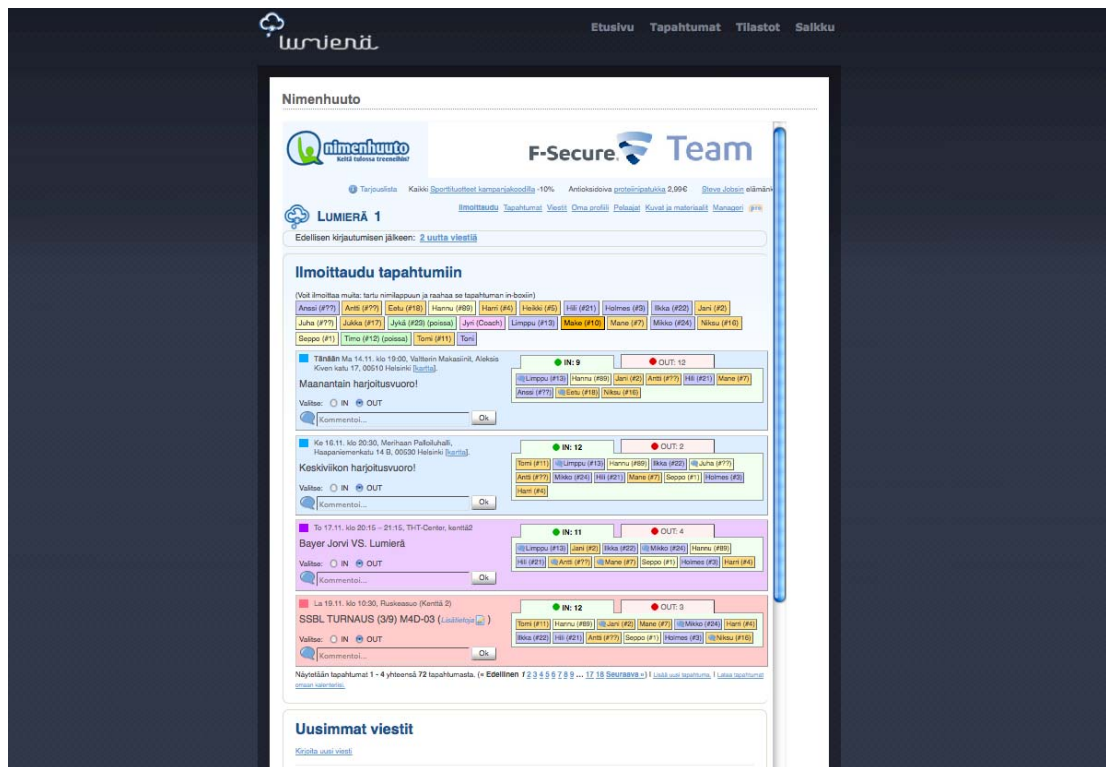 lumierä
Etusivu Tapahtumat Tilastot Salkku
Nimenhuuto
nimenhuuto
Keitä tulossa treeneihin?
F-Secure. Team
Tarjouslista Kaikki Sporttituotteet kampanjakoodilla -10% Antioksidoiva proteiinipatukka 2,99€ Steve Jobsin elämänk
Ilmoittaudu Tapahtumat Viestit Oma profiili Pelaajat Kuvat ja materiaalit Manageri pro
LUMIERÄ 1
Edellisen kirjautumisen jälkeen: 2 uutta viestiä
Ilmoittaudu tapahtumiin
(Voit ilmoittaa muita: tartu nimilappuun ja raahaa se tapahtuman in-boxiin)
Anssi (#??) Antti (#??) Eetu (#18) Hannu (#89) Harri (#4) Heikki (#5) Hili (#21) Holmes (#3) Ilkka (#22) Jani (#2)
Juha (#??) Jukka (#17) Jykä (#23) (poissa) Jyri (Coach) Limppu (#13) Make (#10) Mane (#7) Mikko (#24) Niksu (#16)
Seppo (#1) Timo (#12) (poissa) Tomi (#11) Toni
Tänään Ma 14.11. klo 19:00, Valtterin Makasiinit, Aleksis
Kiven katu 17, 00510 Helsinki [kartta].
Maanantain harjoitusvuoro!
Valitse: IN OUT
Kommentoi... Ok
IN: 9 OUT: 12
Limppu (#13) Hannu (#89) Jani (#2) Antti (#??) Hili (#21) Mane (#7)
Anssi (#??) Eetu (#18) Niksu (#16)
Ke 16.11. klo 20:30, Merihaan Palloiluhalli,
Haapaniemenkatu 14 B, 00530 Helsinki [kartta].
Keskiviikon harjoitusvuoro!
Valitse: IN OUT
Kommentoi... Ok
IN: 12 OUT: 2
Tomi (#11) Limppu (#13) Hannu (#89) Ilkka (#22) Juha (#??)
Antti (#??) Mikko (#24) Hili (#21) Mane (#7) Seppo (#1) Holmes (#3)
Harri (#4)
To 17.11. klo 20:15 – 21:15, THT-Center, kenttä2
Bayer Jorvi VS. Lumierä
Valitse: IN OUT
Kommentoi... Ok
IN: 11 OUT: 4
Limppu (#13) Jani (#2) Ilkka (#22) Mikko (#24) Hannu (#89)
Hili (#21) Antti (#??) Mane (#7) Seppo (#1) Holmes (#3) Harri (#4)
La 19.11. klo 10:30, Ruskeasuo (Kenttä 2)
SSBL TURNAUS (3/9) M4D-03 (Lisätietoja )
Valitse: IN OUT
Kommentoi... Ok
IN: 12 OUT: 3
Tomi (#11) Hannu (#89) Jani (#2) Mane (#7) Mikko (#24) Harri (#4)
Ilkka (#22) Hili (#21) Antti (#??) Seppo (#1) Holmes (#3) Niksu (#16)
Näytetään tapahtumat 1 - 4 yhteensä 72 tapahtumasta. (« Edellinen 1 2 3 4 5 6 7 8 9 ... 17 18 Seuraava ») | Lisää uusi tapahtuma. | Lataa tapahtumat
omaan kalenteriisi.
Uusimmat viestit
Kirjoita uusi viesti